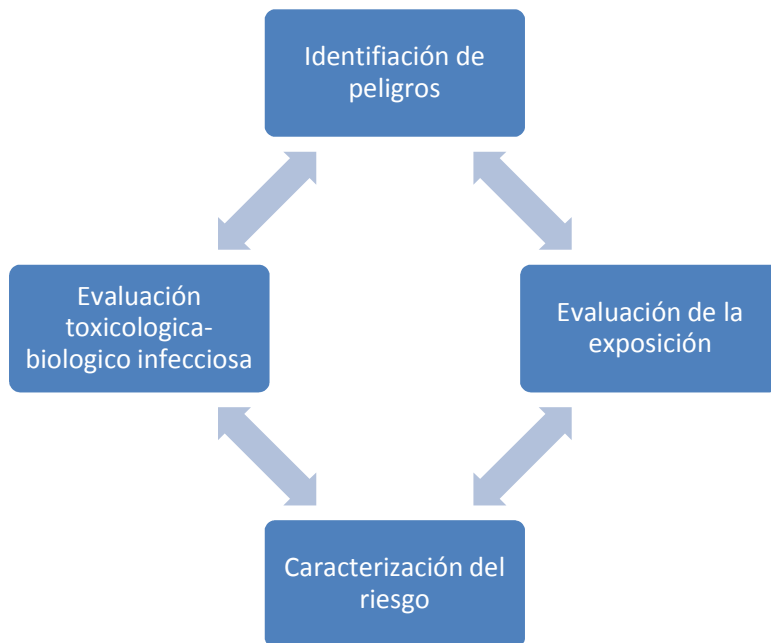 Identifiación de
peligros
Evaluación
toxicologica-
biologico infecciosa
Evaluación de la
exposición
Caracterización del
riesgo